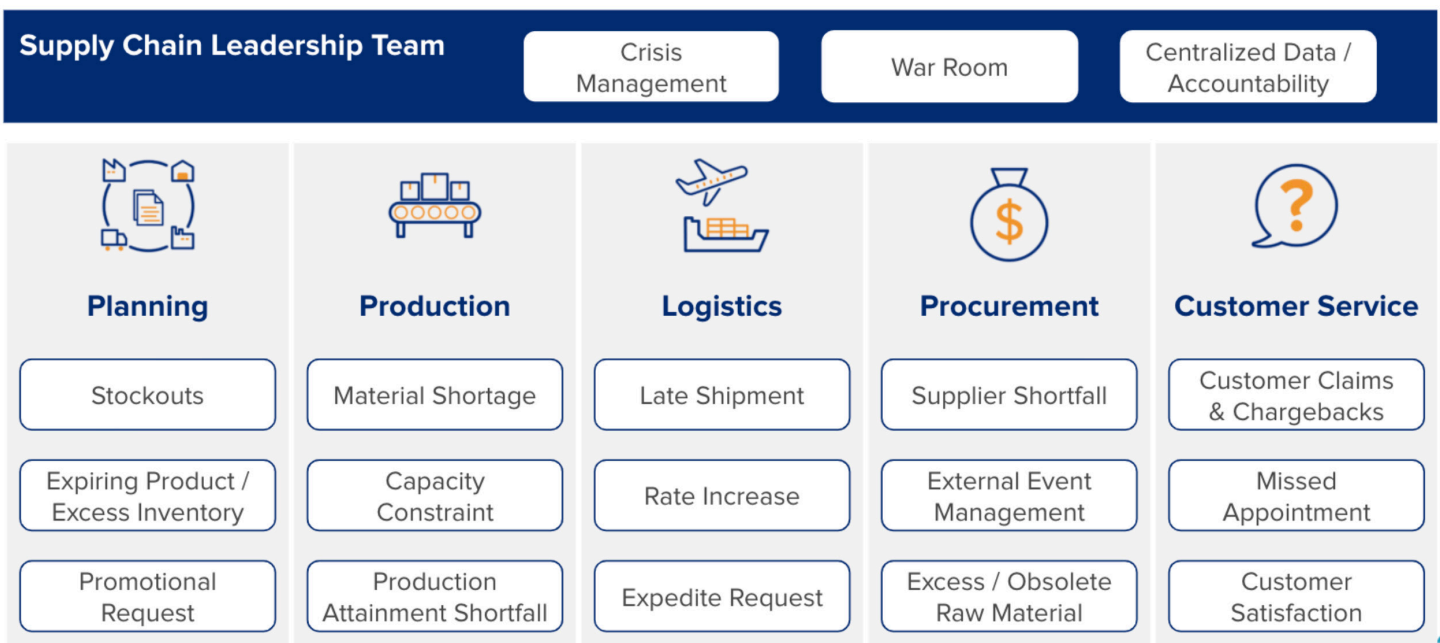 Supply Chain Leadership Team
Crisis
Management
War Room
Centralized Data /
Accountability
Planning
Stockouts
Expiring Product /
Excess Inventory
Promotional
Request
Production
Material Shortage
Capacity
Constraint
Production
Attainment Shortfall
Logistics
Late Shipment
Rate Increase
Expedite Request
$
Procurement
Supplier Shortfall
External Event
Management
Excess / Obsolete
Raw Material
?
Customer Service
Customer Claims
& Chargebacks
Missed
Appointment
Customer
Satisfaction